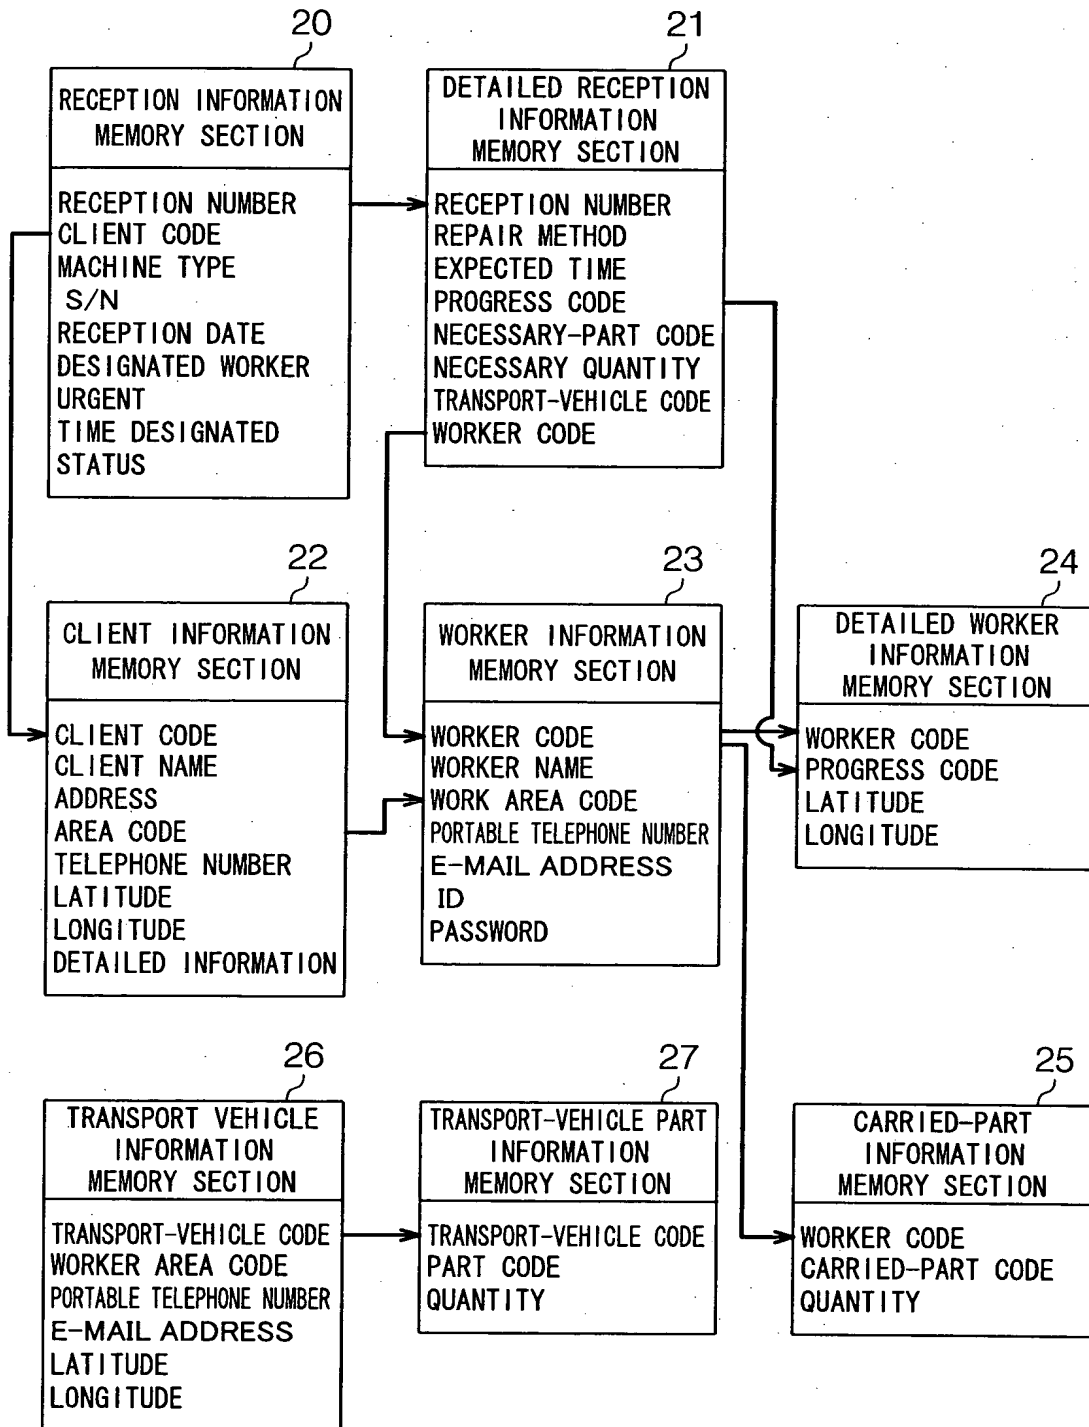 20
RECEPTION INFORMATION
MEMORY SECTION
RECEPTION NUMBER
CLIENT CODE
MACHINE TYPE
S/N
RECEPTION DATE
DESIGNATED WORKER
URGENT
TIME DESIGNATED
STATUS
21
DETAILED RECEPTION
INFORMATION
MEMORY SECTION
RECEPTION NUMBER
REPAIR METHOD
EXPECTED TIME
PROGRESS CODE
NECESSARY-PART CODE
NECESSARY QUANTITY
TRANSPORT-VEHICLE CODE
WORKER CODE
22
CLIENT INFORMATION
MEMORY SECTION
CLIENT CODE
CLIENT NAME
ADDRESS
AREA CODE
TELEPHONE NUMBER
LATITUDE
LONGITUDE
DETAILED INFORMATION
23
WORKER INFORMATION
MEMORY SECTION
WORKER CODE
WORKER NAME
WORK AREA CODE
PORTABLE TELEPHONE NUMBER
E-MAIL ADDRESS
ID
PASSWORD
24
DETAILED WORKER
INFORMATION
MEMORY SECTION
WORKER CODE
PROGRESS CODE
LATITUDE
LONGITUDE
26
TRANSPORT VEHICLE
INFORMATION
MEMORY SECTION
TRANSPORT-VEHICLE CODE
WORKER AREA CODE
PORTABLE TELEPHONE NUMBER
E-MAIL ADDRESS
LATITUDE
LONGITUDE
27
TRANSPORT-VEHICLE PART
INFORMATION
MEMORY SECTION
TRANSPORT-VEHICLE CODE
PART CODE
QUANTITY
25
CARRIED-PART
INFORMATION
MEMORY SECTION
WORKER CODE
CARRIED-PART CODE
QUANTITY